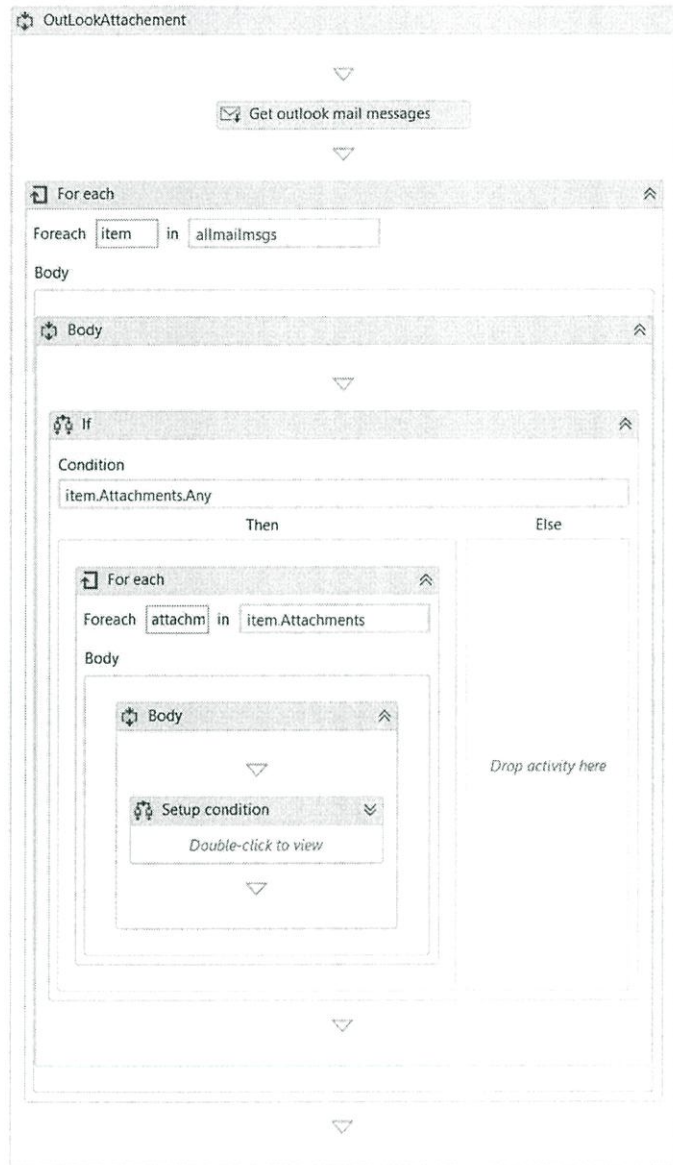 OutLookAttachement
Get outlook mail messages
For each
Foreach item in allmailmsgs
Body
Body
If
Condition
item.Attachments.Any
Then Else
For each
Foreach attachm in item.Attachments
Body
Body
Drop activity here
Setup condition
Double-click to view